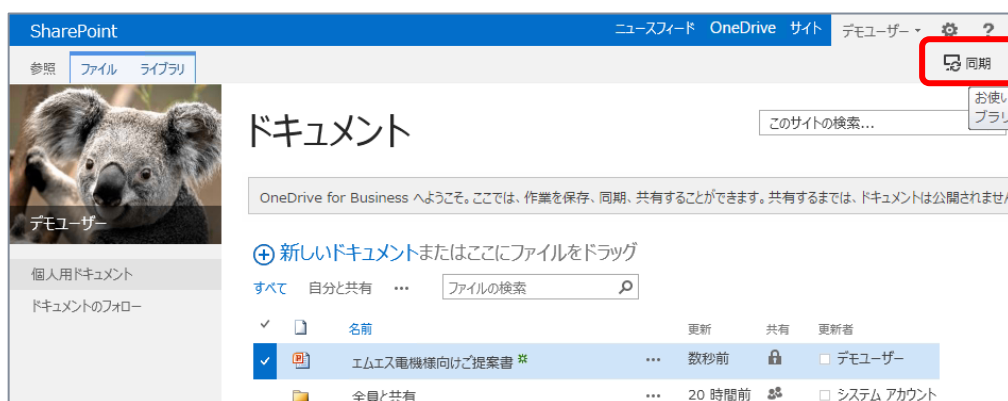 SharePoint ニュースフィード OneDrive サイト デモユーザー ?
参照 ファイル ライブラリ 同期
お使い
ブラリ
ドキュメント このサイトの検索...
OneDrive for Business へようこそ。ここでは、作業を保存、同期、共有することができます。共有するまでは、ドキュメントは公開されません
デモユーザー
新しいドキュメントまたはここにファイルをドラッグ
個人用ドキュメント
すべて 自分と共有 ••• ファイルの検索
ドキュメントのフォロー
名前 更新 共有 更新者
エムエス電機様向けご提案書 ••• 数秒前 デモユーザー
全員と共有 ••• 20 時間前 システム アカウント